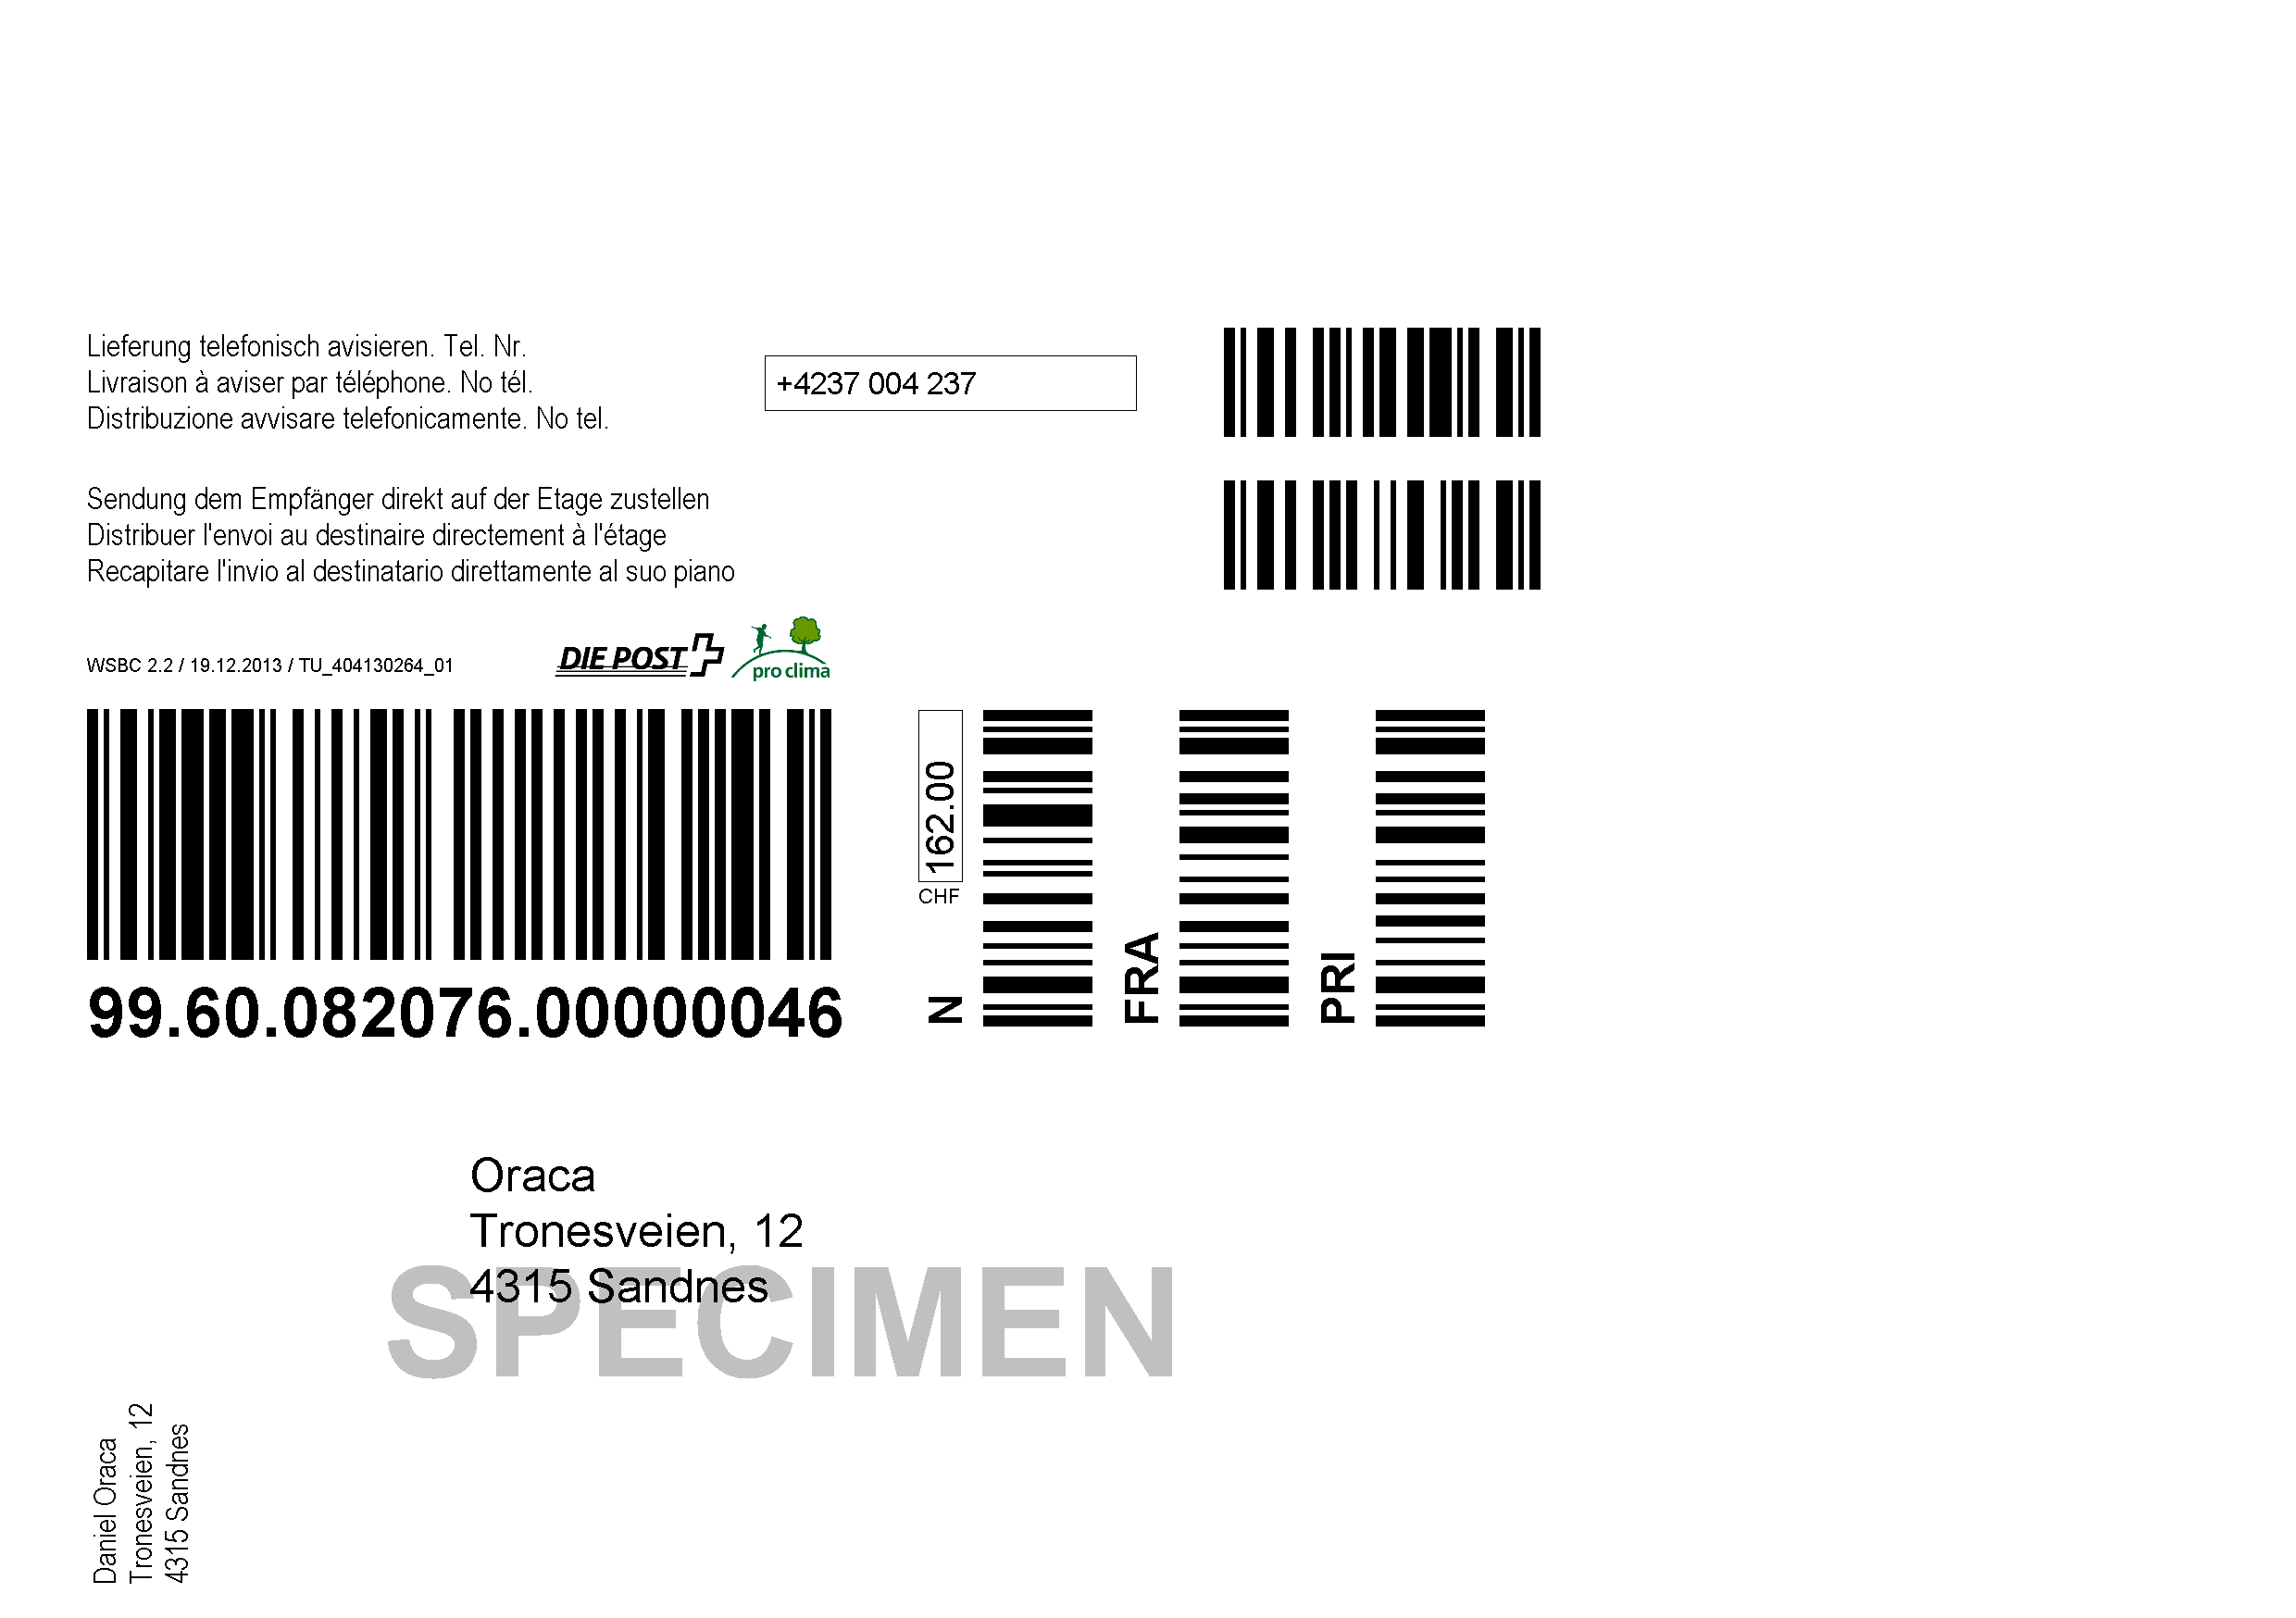 Lieferung telefonisch avisieren. Tel. Nr.
Livraison à aviser par téléphone. No tél.
Distribuzione avvisare telefonicamente. No tel.
+4237 004 237
Sendung dem Empfänger direkt auf der Etage zustellen
Distribuer l'envoi au destinaire directement à l'étage
Recapitare l'invio al destinatario direttamente al suo piano
WSBC 2.2 / 19.12.2013 / TU_404130264_01
DIE POST
pro clima
99.60.082076.00000046
162.00
CHF
N
FRA
PRI
Oraca
Tronesveien, 12
4315 Sandnes
SPECIMEN
Daniel Oraca
Tronesveien, 12
4315 Sandnes